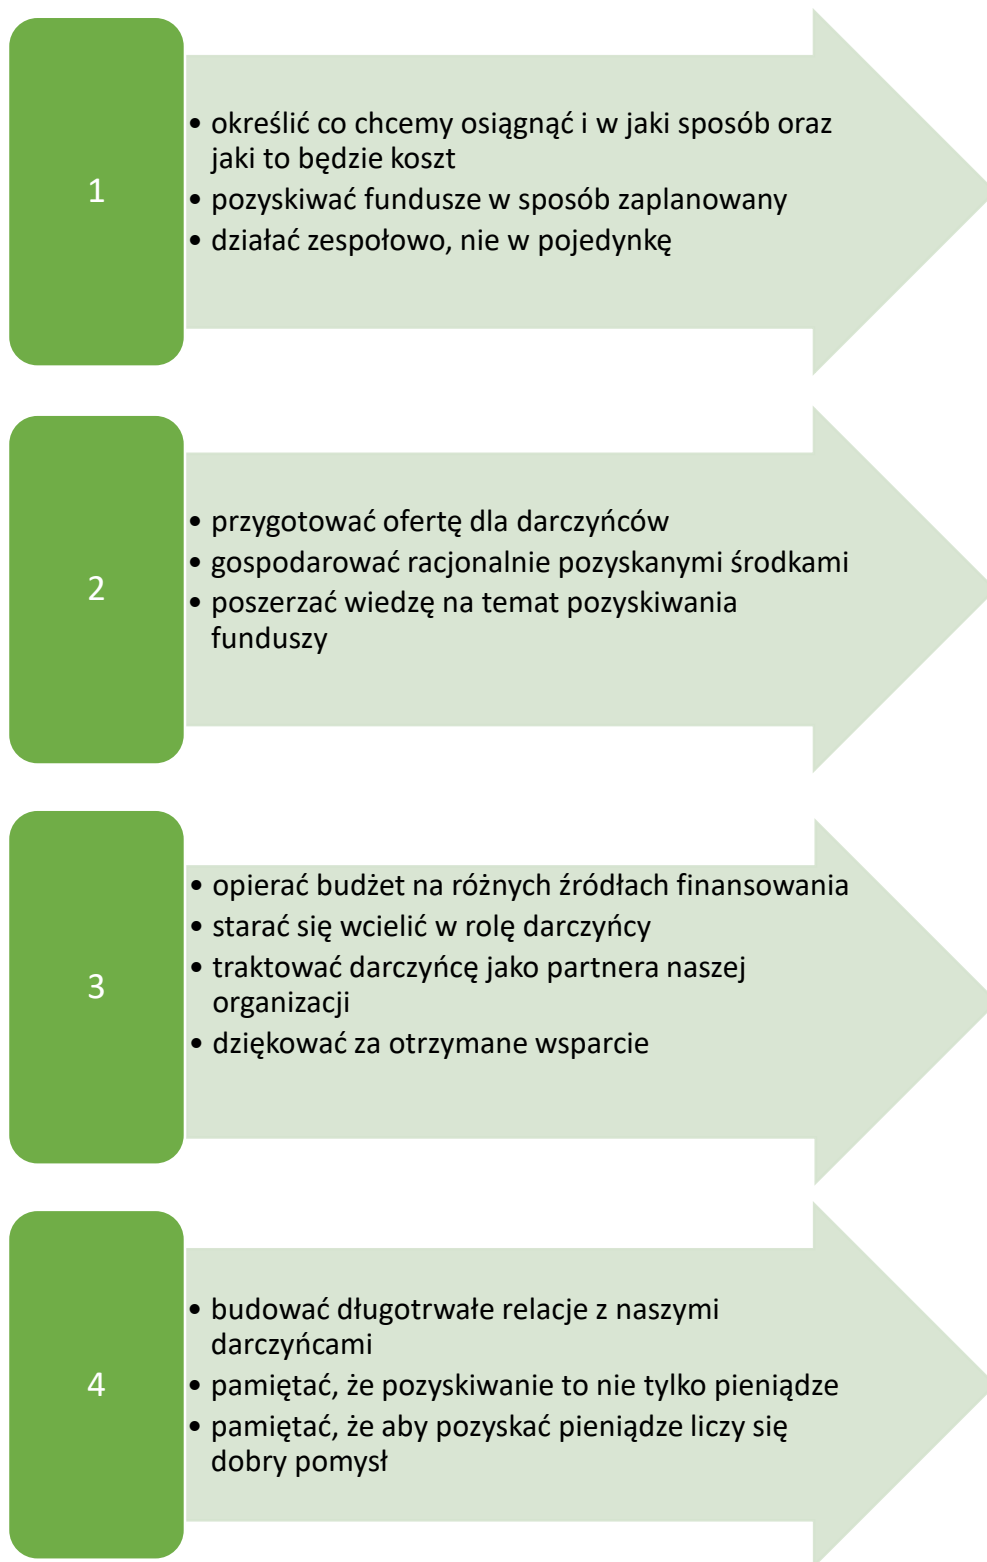 1
• określić co chcemy osiągnąć i w jaki sposób oraz
jaki to będzie koszt
• pozyskiwać fundusze w sposób zaplanowany
• działać zespołowo, nie w pojedynkę
2
• przygotować ofertę dla darczyńców
• gospodarować racjonalnie pozyskanymi środkami
• poszerzać wiedzę na temat pozyskiwania
funduszy
3
• opierać budżet na różnych źródłach finansowania
• starać się wcielić w rolę darczyńcy
• traktować darczyńcę jako partnera naszej
organizacji
• dziękować za otrzymane wsparcie
4
• budować długotrwałe relacje z naszymi
darczyńcami
• pamiętać, że pozyskiwanie to nie tylko pieniądze
• pamiętać, że aby pozyskać pieniądze liczy się
dobry pomysł